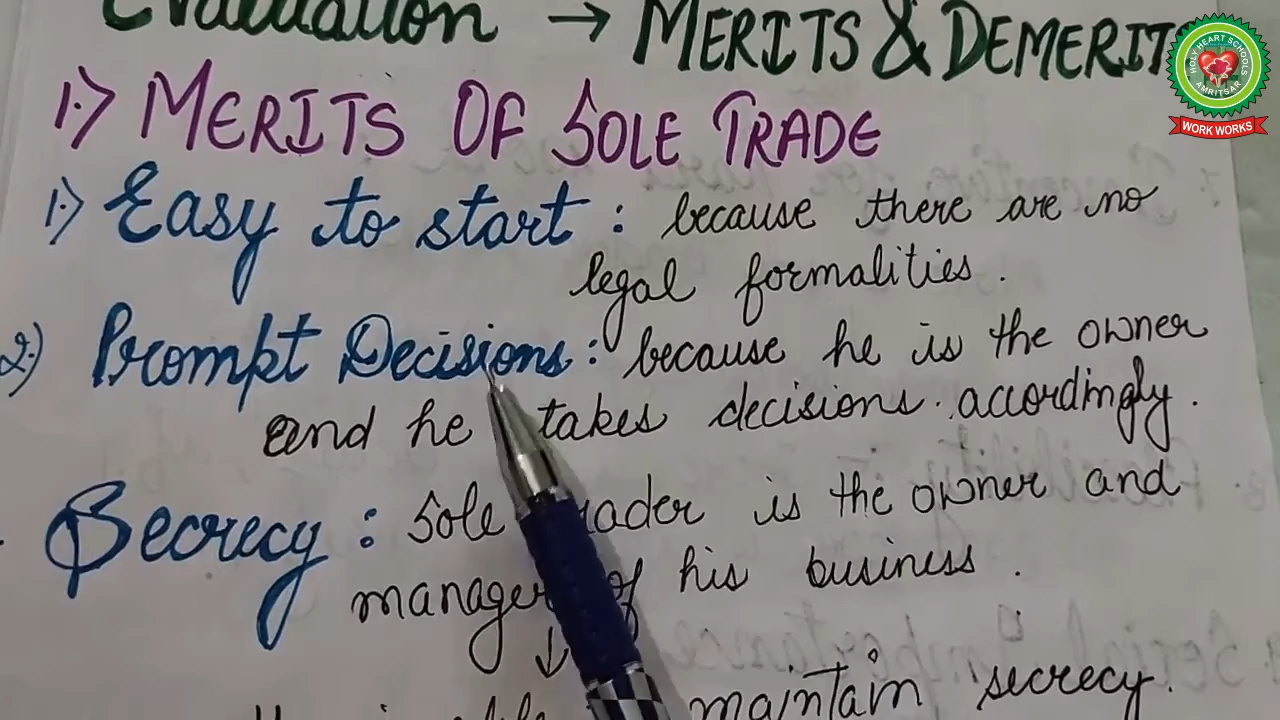 Evaluation → MERITS & DEMERITS
1.) MERITS OF SOLE TRADE
1.) Easy to start : because there are no
legal formalities.
2.) Prompt Decisions : because he is the owner
and he takes decisions. accordingly.
Secrecy : Sole trader is the owner and
manager of his business.
↓
maintain secrecy.
HOLY HEART SCHOOLS
AMRITSAR
WORK WORKS